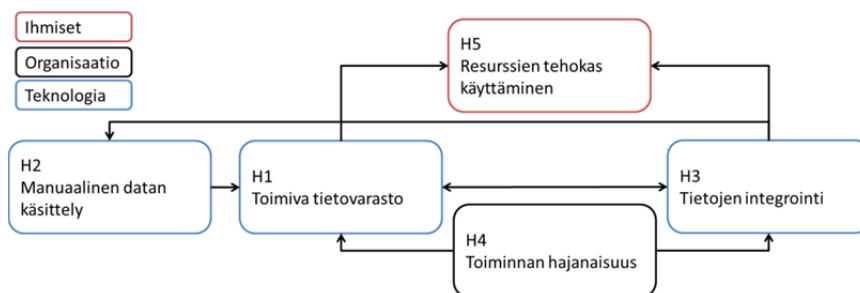 Ihmiset
Organisaatio
Teknologia
H5
Resurssien tehokas
käyttäminen
H2
Manuaalinen datan
käsittely
H1
Toimiva tietovarasto
H3
Tietojen integrointi
H4
Toiminnan hajanaisuus